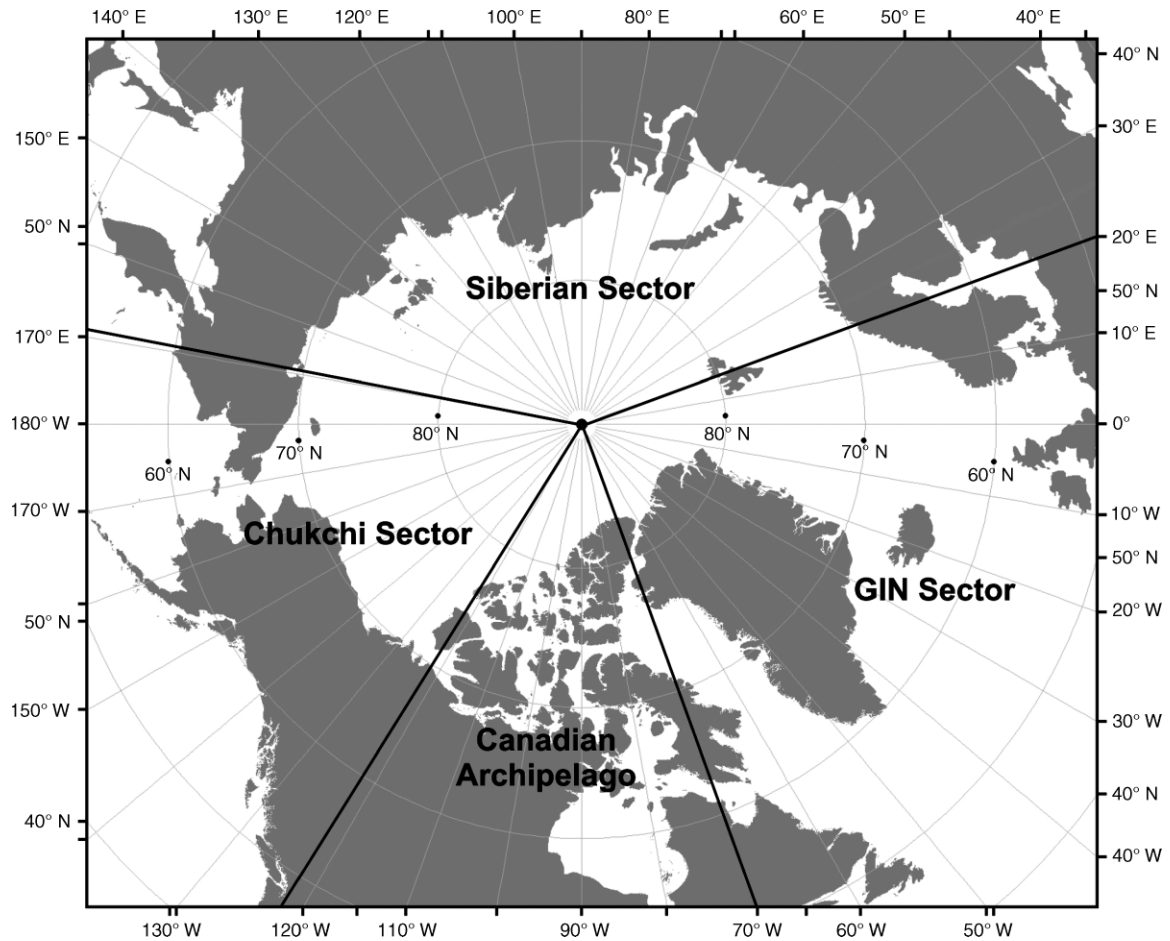 140° E 130° E 120° E 100° E 80° E 60° E 50° E 40° E
40° N
150° E
30° E
50° N
20° E
Siberian Sector
50° N
170° E
10° E
180° W
80° N
80° N
0°
70° N
70° N
60° N
60° N
170° W
10° W
Chukchi Sector
50° N
GIN Sector
20° W
50° N
150° W
30° W
Canadian
Archipelago
40° N
40° N
40° W
130° W 110° W 90° W 70° W 50° W